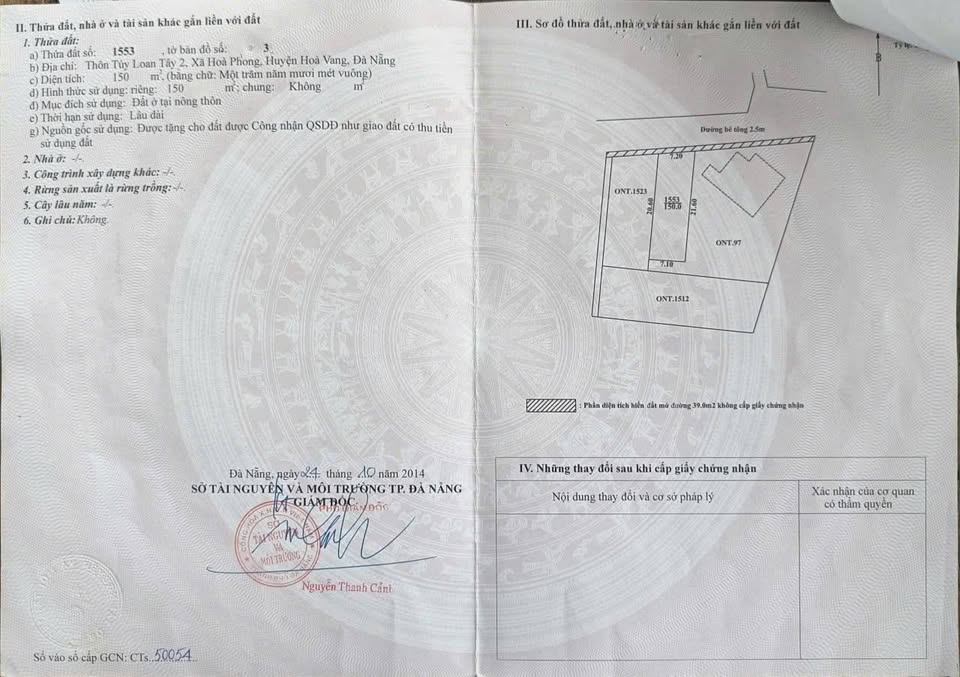 II. Thửa đất, nhà ở và tài sản khác gắn liền với đất
1. Thửa đất:
a) Thửa đất số: 1553 , tờ bản đồ số: 3
b) Địa chỉ: Thôn Túy Loan Tây 2, Xã Hoà Phong, Huyện Hoà Vang, Đà Nẵng
c) Diện tích: 150 m², (bằng chữ: Một trăm năm mươi mét vuông)
d) Hình thức sử dụng: riêng: 150 m²; chung: Không m²
đ) Mục đích sử dụng: Đất ở tại nông thôn
e) Thời hạn sử dụng: Lâu dài
g) Nguồn gốc sử dụng: Được tặng cho đất được Công nhận QSDĐ như giao đất có thu tiền
sử dụng đất
2. Nhà ở: -/-
3. Công trình xây dựng khác: -/-
4. Rừng sản xuất là rừng trồng: -/-
5. Cây lâu năm: -/-
6. Ghi chú: Không.
Đà Nẵng, ngày 24 tháng 10 năm 2014
SỞ TÀI NGUYÊN VÀ MÔI TRƯỜNG TP. ĐÀ NẴNG
GIÁM ĐỐC
PHÓ GIÁM ĐỐC
SỞ
TÀI NGUYÊN
VÀ
MÔI TRƯỜNG
Nguyễn Thanh Cảnh
Số vào sổ cấp GCN: CTs 50054
III. Sơ đồ thửa đất, nhà ở và tài sản khác gắn liền với đất
B
Đường bê tông 2.5m
7.20
ONT.1523
20.60
1553
150.0
21.60
ONT.97
7.10
ONT.1512
: Phần diện tích hiến đất mở đường 39.0m2 không cấp giấy chứng nhận
IV. Những thay đổi sau khi cấp giấy chứng nhận
Nội dung thay đổi và cơ sở pháp lý
Xác nhận của cơ quan
có thẩm quyền